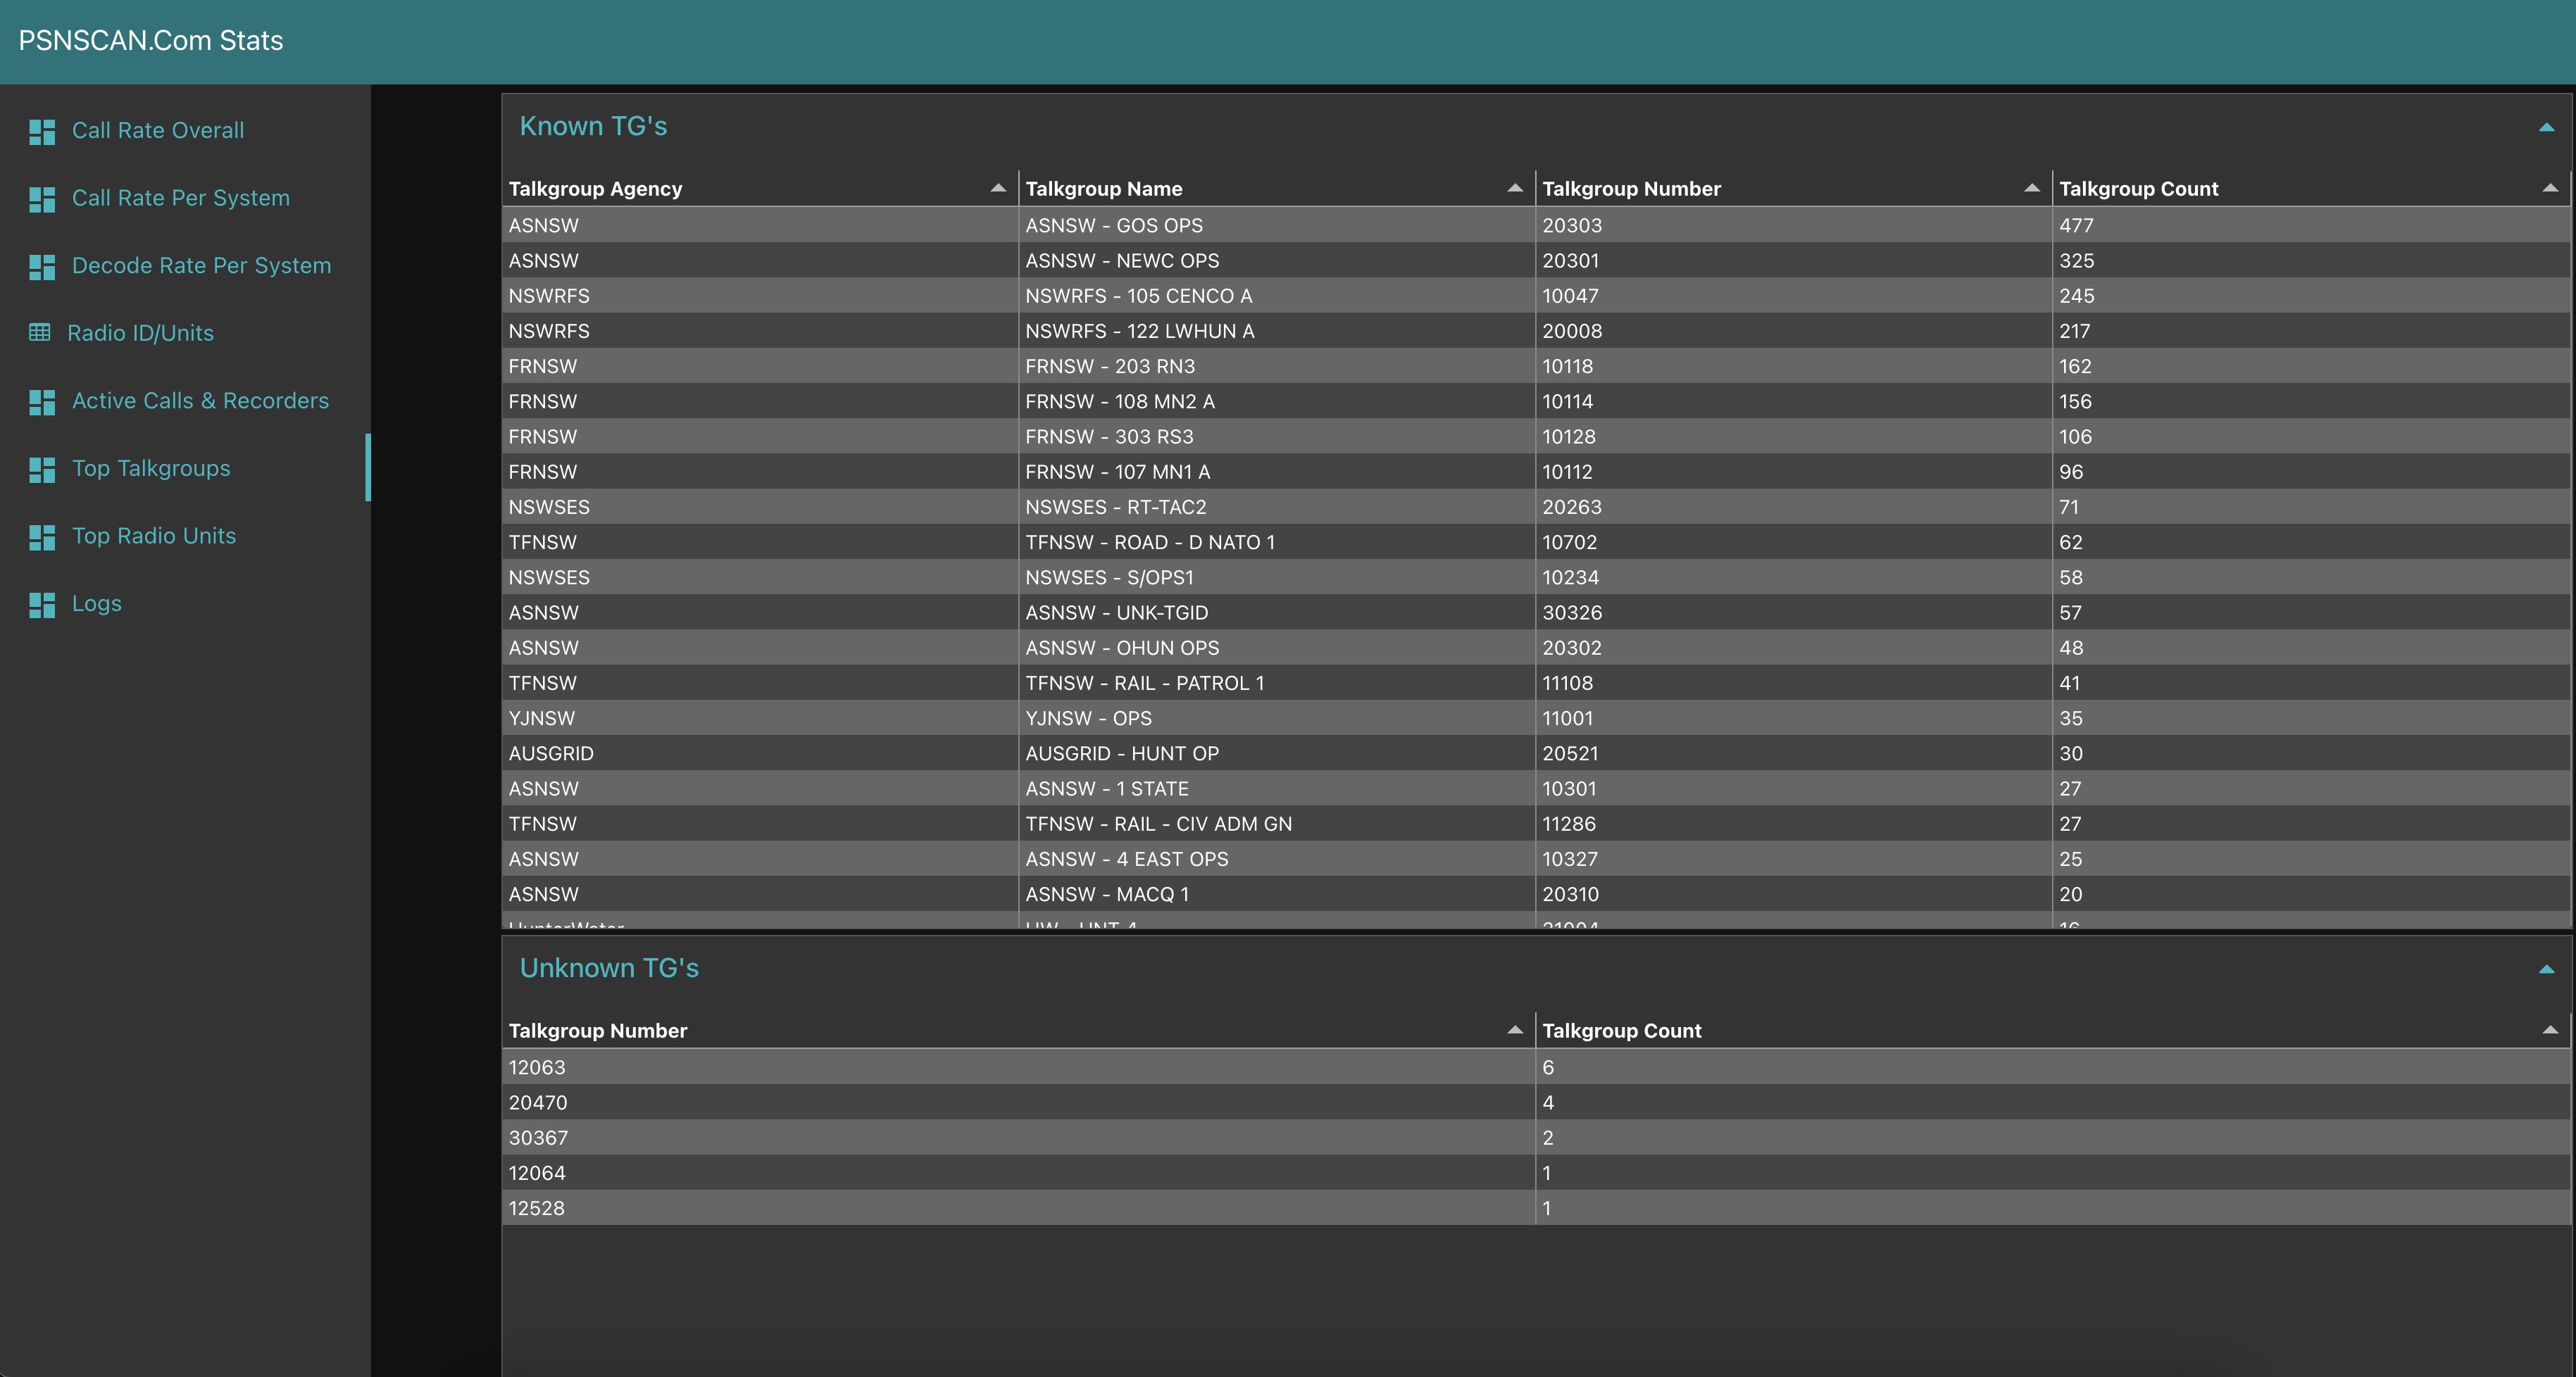 PSNSCAN.Com Stats
Call Rate Overall
Call Rate Per System
Decode Rate Per System
Radio ID/Units
Active Calls & Recorders
Top Talkgroups
Top Radio Units
Logs
Known TG's
Talkgroup Agency Talkgroup Name Talkgroup Number Talkgroup Count
ASNSW ASNSW - GOS OPS 20303 477
ASNSW ASNSW - NEWC OPS 20301 325
NSWRFS NSWRFS - 105 CENCO A 10047 245
NSWRFS NSWRFS - 122 LWHUN A 20008 217
FRNSW FRNSW - 203 RN3 10118 162
FRNSW FRNSW - 108 MN2 A 10114 156
FRNSW FRNSW - 303 RS3 10128 106
FRNSW FRNSW - 107 MN1 A 10112 96
NSWSES NSWSES - RT-TAC2 20263 71
TFNSW TFNSW - ROAD - D NATO 1 10702 62
NSWSES NSWSES - S/OPS1 10234 58
ASNSW ASNSW - UNK-TGID 30326 57
ASNSW ASNSW - OHUN OPS 20302 48
TFNSW TFNSW - RAIL - PATROL 1 11108 41
YJNSW YJNSW - OPS 11001 35
AUSGRID AUSGRID - HUNT OP 20521 30
ASNSW ASNSW - 1 STATE 10301 27
TFNSW TFNSW - RAIL - CIV ADM GN 11286 27
ASNSW ASNSW - 4 EAST OPS 10327 25
ASNSW ASNSW - MACQ 1 20310 20
Unknown TG's
Talkgroup Number Talkgroup Count
12063 6
20470 4
30367 2
12064 1
12528 1